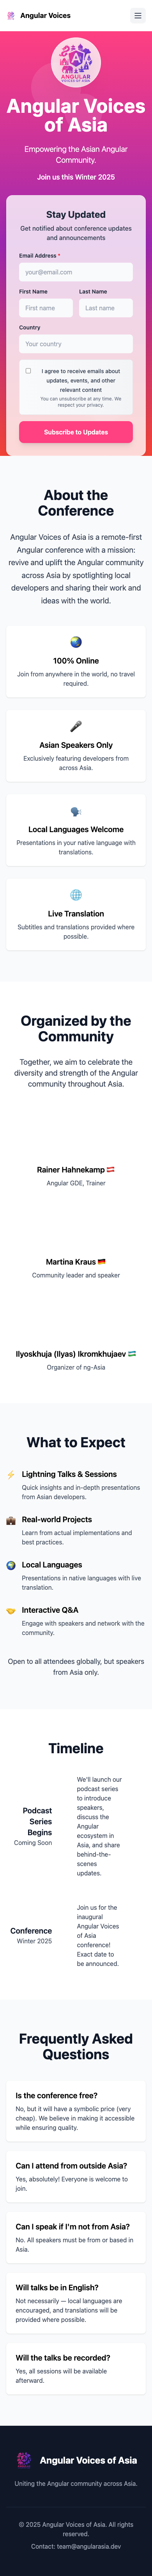 Angular Voices
ANGULAR
VOICES
OF ASIA
Angular Voices
of Asia
Empowering the Asian Angular
Community.
Join us this Winter 2025
Stay Updated
Get notified about conference updates
and announcements
Email Address *
your@email.com
First Name
Last Name
First name
Last name
Country
Your country
I agree to receive emails about
updates, events, and other
relevant content
You can unsubscribe at any time. We
respect your privacy.
Subscribe to Updates
About the
Conference
Angular Voices of Asia is a remote-first
Angular conference with a mission:
revive and uplift the Angular community
across Asia by spotlighting local
developers and sharing their work and
ideas with the world.
100% Online
Join from anywhere in the world, no travel
required.
Asian Speakers Only
Exclusively featuring developers from
across Asia.
Local Languages Welcome
Presentations in your native language with
translations.
Live Translation
Subtitles and translations provided where
possible.
Organized by the
Community
Together, we aim to celebrate the
diversity and strength of the Angular
community throughout Asia.
Rainer Hahnekamp
Angular GDE, Trainer
Martina Kraus
Community leader and speaker
Ilyoskhuja (Ilyas) Ikromkhujaev
Organizer of ng-Asia
What to Expect
Lightning Talks & Sessions
Quick insights and in-depth presentations
from Asian developers.
Real-world Projects
Learn from actual implementations and
best practices.
Local Languages
Presentations in native languages with live
translation.
Interactive Q&A
Engage with speakers and network with the
community.
Open to all attendees globally, but speakers
from Asia only.
Timeline
Podcast
Series
Begins
Coming Soon
We'll launch our
podcast series
to introduce
speakers,
discuss the
Angular
ecosystem in
Asia, and share
behind-the-
scenes
updates.
Conference
Winter 2025
Join us for the
inaugural
Angular Voices
of Asia
conference!
Exact date to
be announced.
Frequently Asked
Questions
Is the conference free?
No, but it will have a symbolic price (very
cheap). We believe in making it accessible
while ensuring quality.
Can I attend from outside Asia?
Yes, absolutely! Everyone is welcome to
join.
Can I speak if I'm not from Asia?
No. All speakers must be from or based in
Asia.
Will talks be in English?
Not necessarily — local languages are
encouraged, and translations will be
provided where possible.
Will the talks be recorded?
Yes, all sessions will be available
afterward.
Angular Voices of Asia
Uniting the Angular community across Asia.
© 2025 Angular Voices of Asia. All rights
reserved.
Contact: team@angularasia.dev